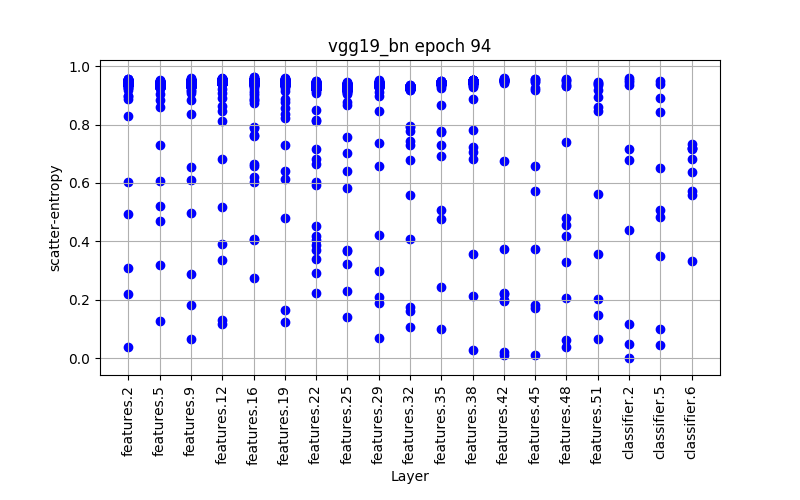 vgg19_bn epoch 94
scatter-entropy
1.0
0.8
0.6
0.4
0.2
0.0
features.2
features.5
features.9
features.12
features.16
features.19
features.22
features.25
features.29
features.32
features.35
features.38
features.42
features.45
features.48
features.51
classifier.2
classifier.5
classifier.6
Layer